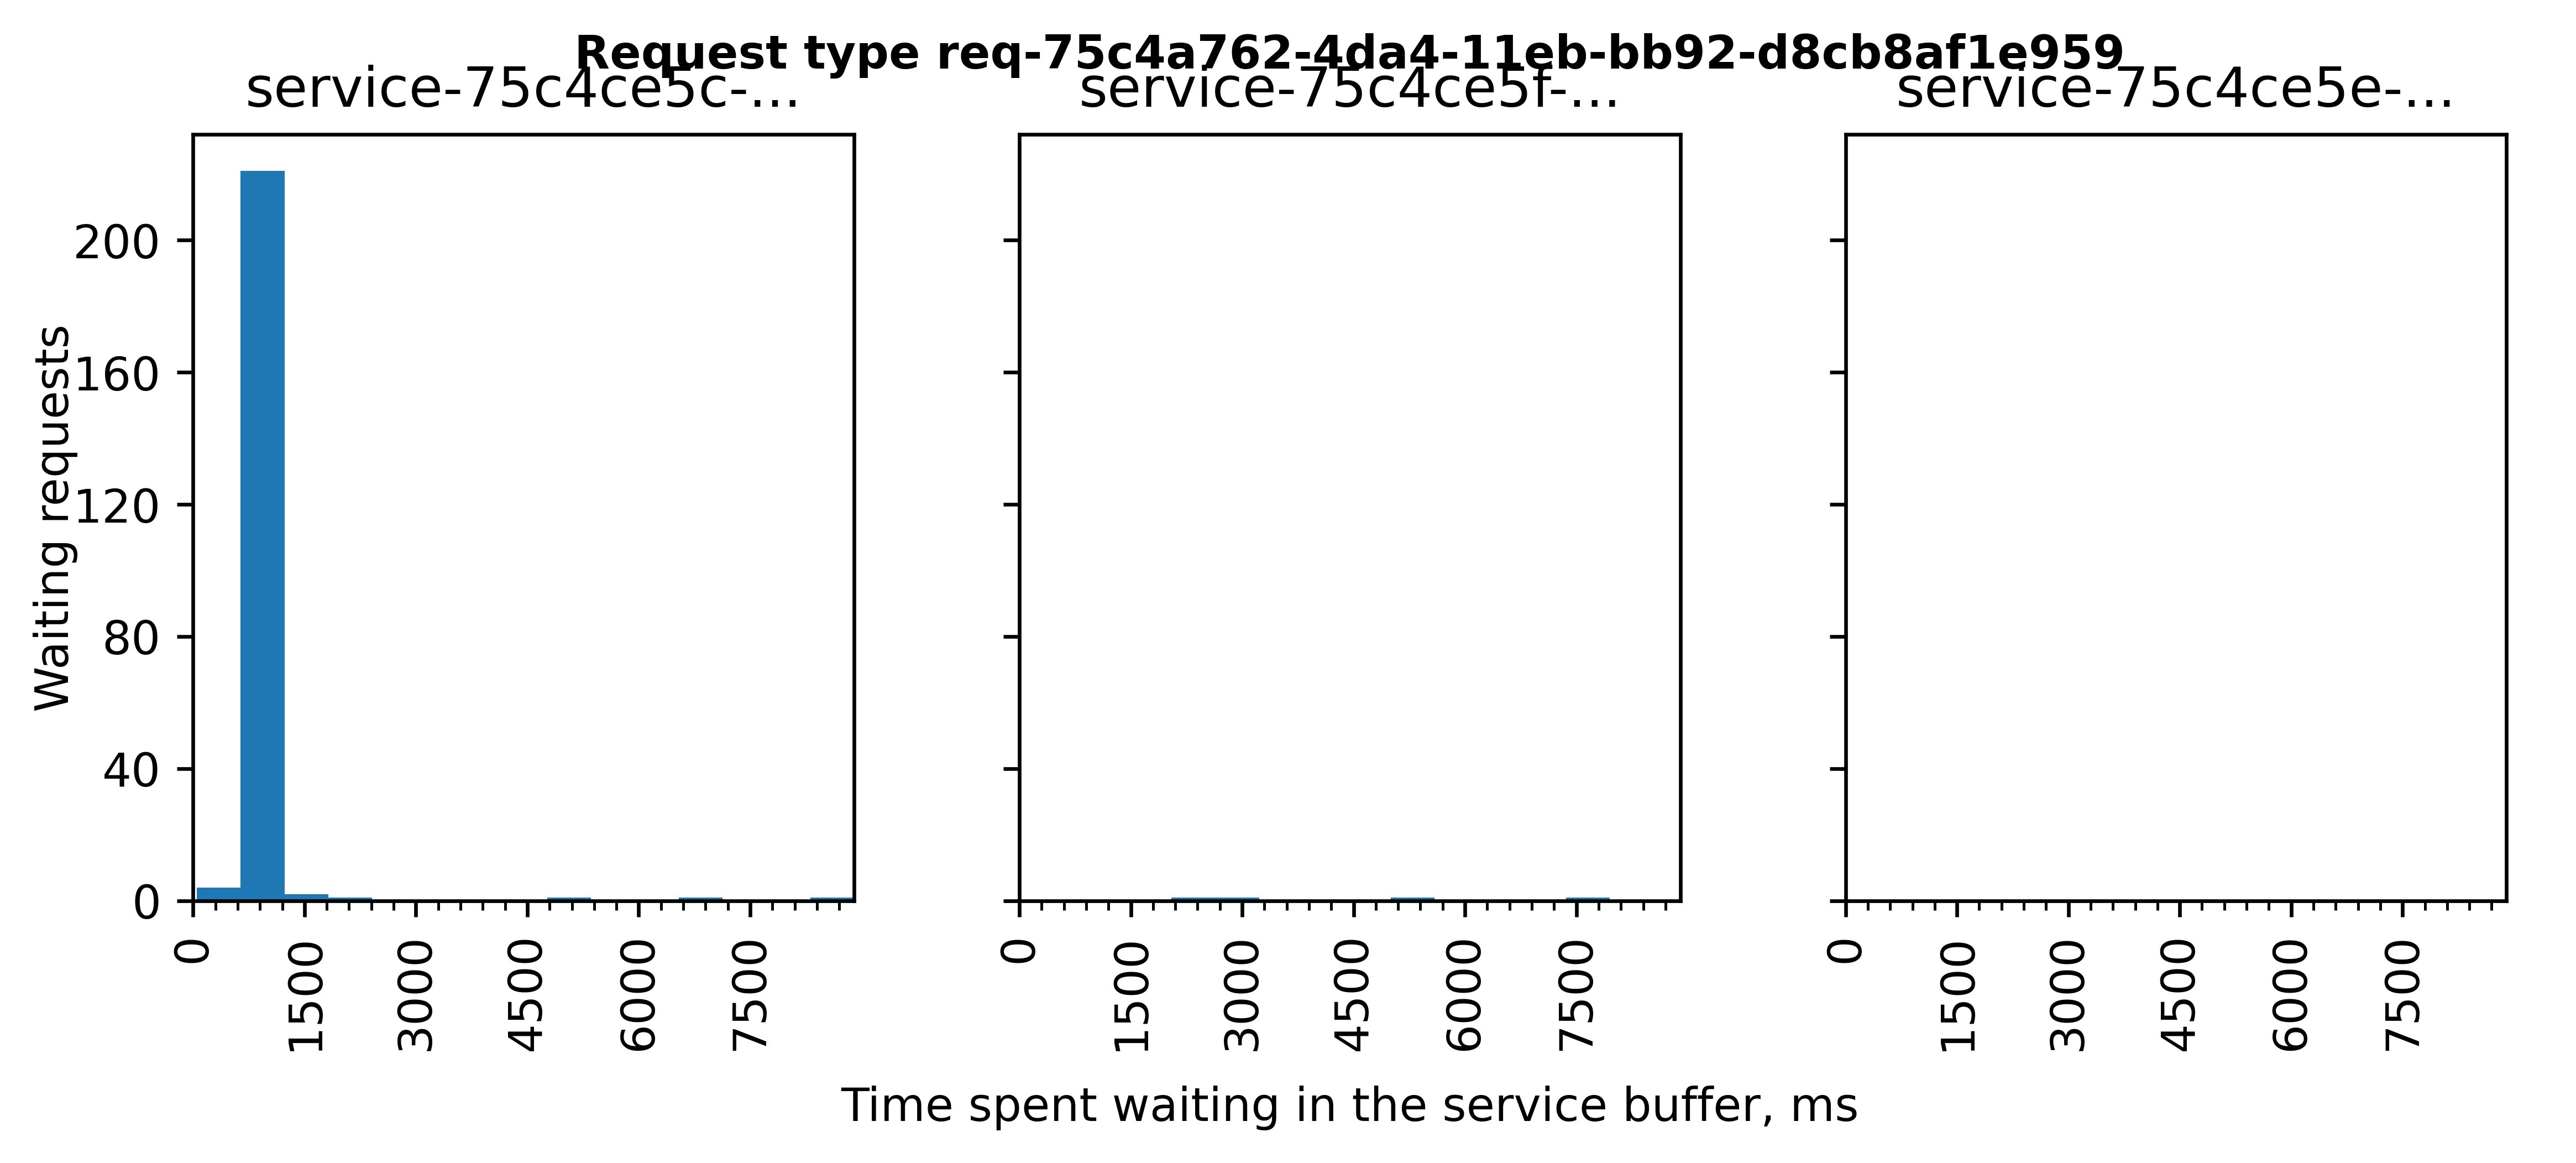 Request type req-75c4a762-4da4-11eb-bb92-d8cb8af1e959
service-75c4ce5c-...
service-75c4ce5f-...
service-75c4ce5e-...
Waiting requests
200
160
120
80
40
0
0 1500 3000 4500 6000 7500
0 1500 3000 4500 6000 7500
0 1500 3000 4500 6000 7500
Time spent waiting in the service buffer, ms